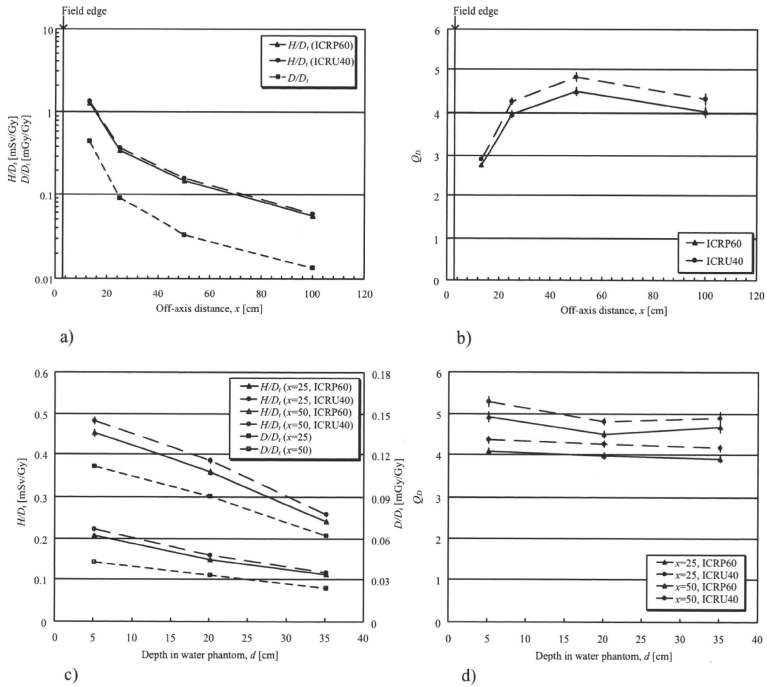 Field edge
10
1
0.1
0.01
H/Dt [mSv/Gy]
D/Dt [mGy/Gy]
H/Dt (ICRP60)
H/Dt (ICRU40)
D/Dt
0 20 40 60 80 100 120
Off-axis distance, x [cm]
a)
Field edge
6
5
4
3
2
1
0
QD
ICRP60
ICRU40
0 20 40 60 80 100 120
Off-axis distance, x [cm]
b)
0.6
0.5
0.4
0.3
0.2
0.1
0
H/Dt [mSv/Gy]
H/Dt (x=25, ICRP60)
H/Dt (x=25, ICRU40)
H/Dt (x=50, ICRP60)
H/Dt (x=50, ICRU40)
D/Dt (x=25)
D/Dt (x=50)
0.18
0.15
0.12
0.09
0.06
0.03
0
D/Dt [mGy/Gy]
0 5 10 15 20 25 30 35 40
Depth in water phantom, d [cm]
c)
6
5
4
3
2
1
0
QD
x=25, ICRP60
x=25, ICRU40
x=50, ICRP60
x=50, ICRU40
0 5 10 15 20 25 30 35 40
Depth in water phantom, d [cm]
d)